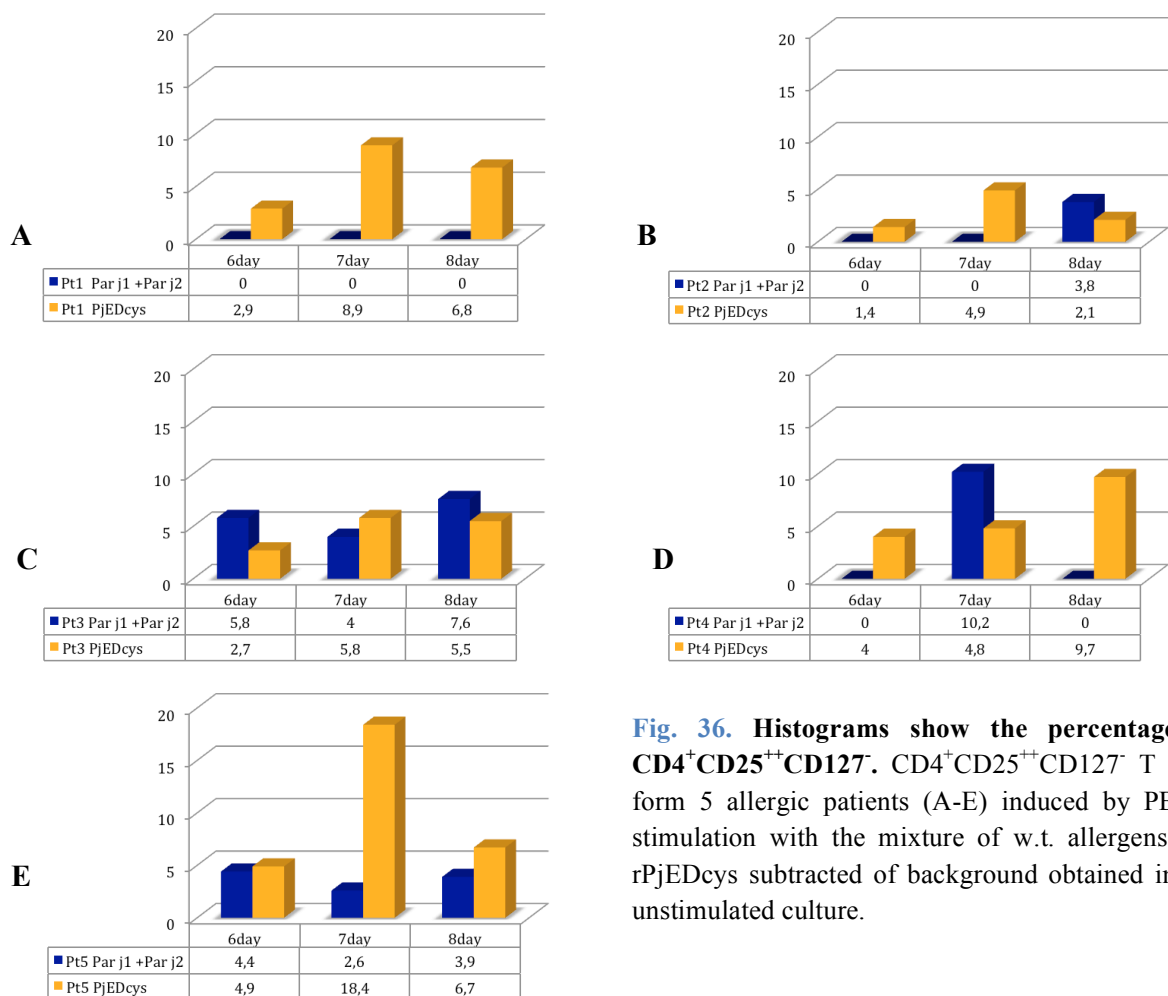 20
15
10
5
0
A
6day 7day 8day
Pt1 Par j1 +Par j2 0 0 0
Pt1 PjEDcys 2,9 8,9 6,8
20
15
10
5
0
B
6day 7day 8day
Pt2 Par j1 +Par j2 0 0 3,8
Pt2 PjEDcys 1,4 4,9 2,1
20
15
10
5
0
C
6day 7day 8day
Pt3 Par j1 +Par j2 5,8 4 7,6
Pt3 PjEDcys 2,7 5,8 5,5
20
15
10
5
0
D
6day 7day 8day
Pt4 Par j1 +Par j2 0 10,2 0
Pt4 PjEDcys 4 4,8 9,7
20
15
10
5
0
E
6day 7day 8day
Pt5 Par j1 +Par j2 4,4 2,6 3,9
Pt5 PjEDcys 4,9 18,4 6,7
Fig. 36. Histograms show the percentage
CD4⁺CD25⁺⁺CD127⁻. CD4⁺CD25⁺⁺CD127⁻ T
form 5 allergic patients (A-E) induced by PE
stimulation with the mixture of w.t. allergens
rPjEDcys subtracted of background obtained in
unstimulated culture.